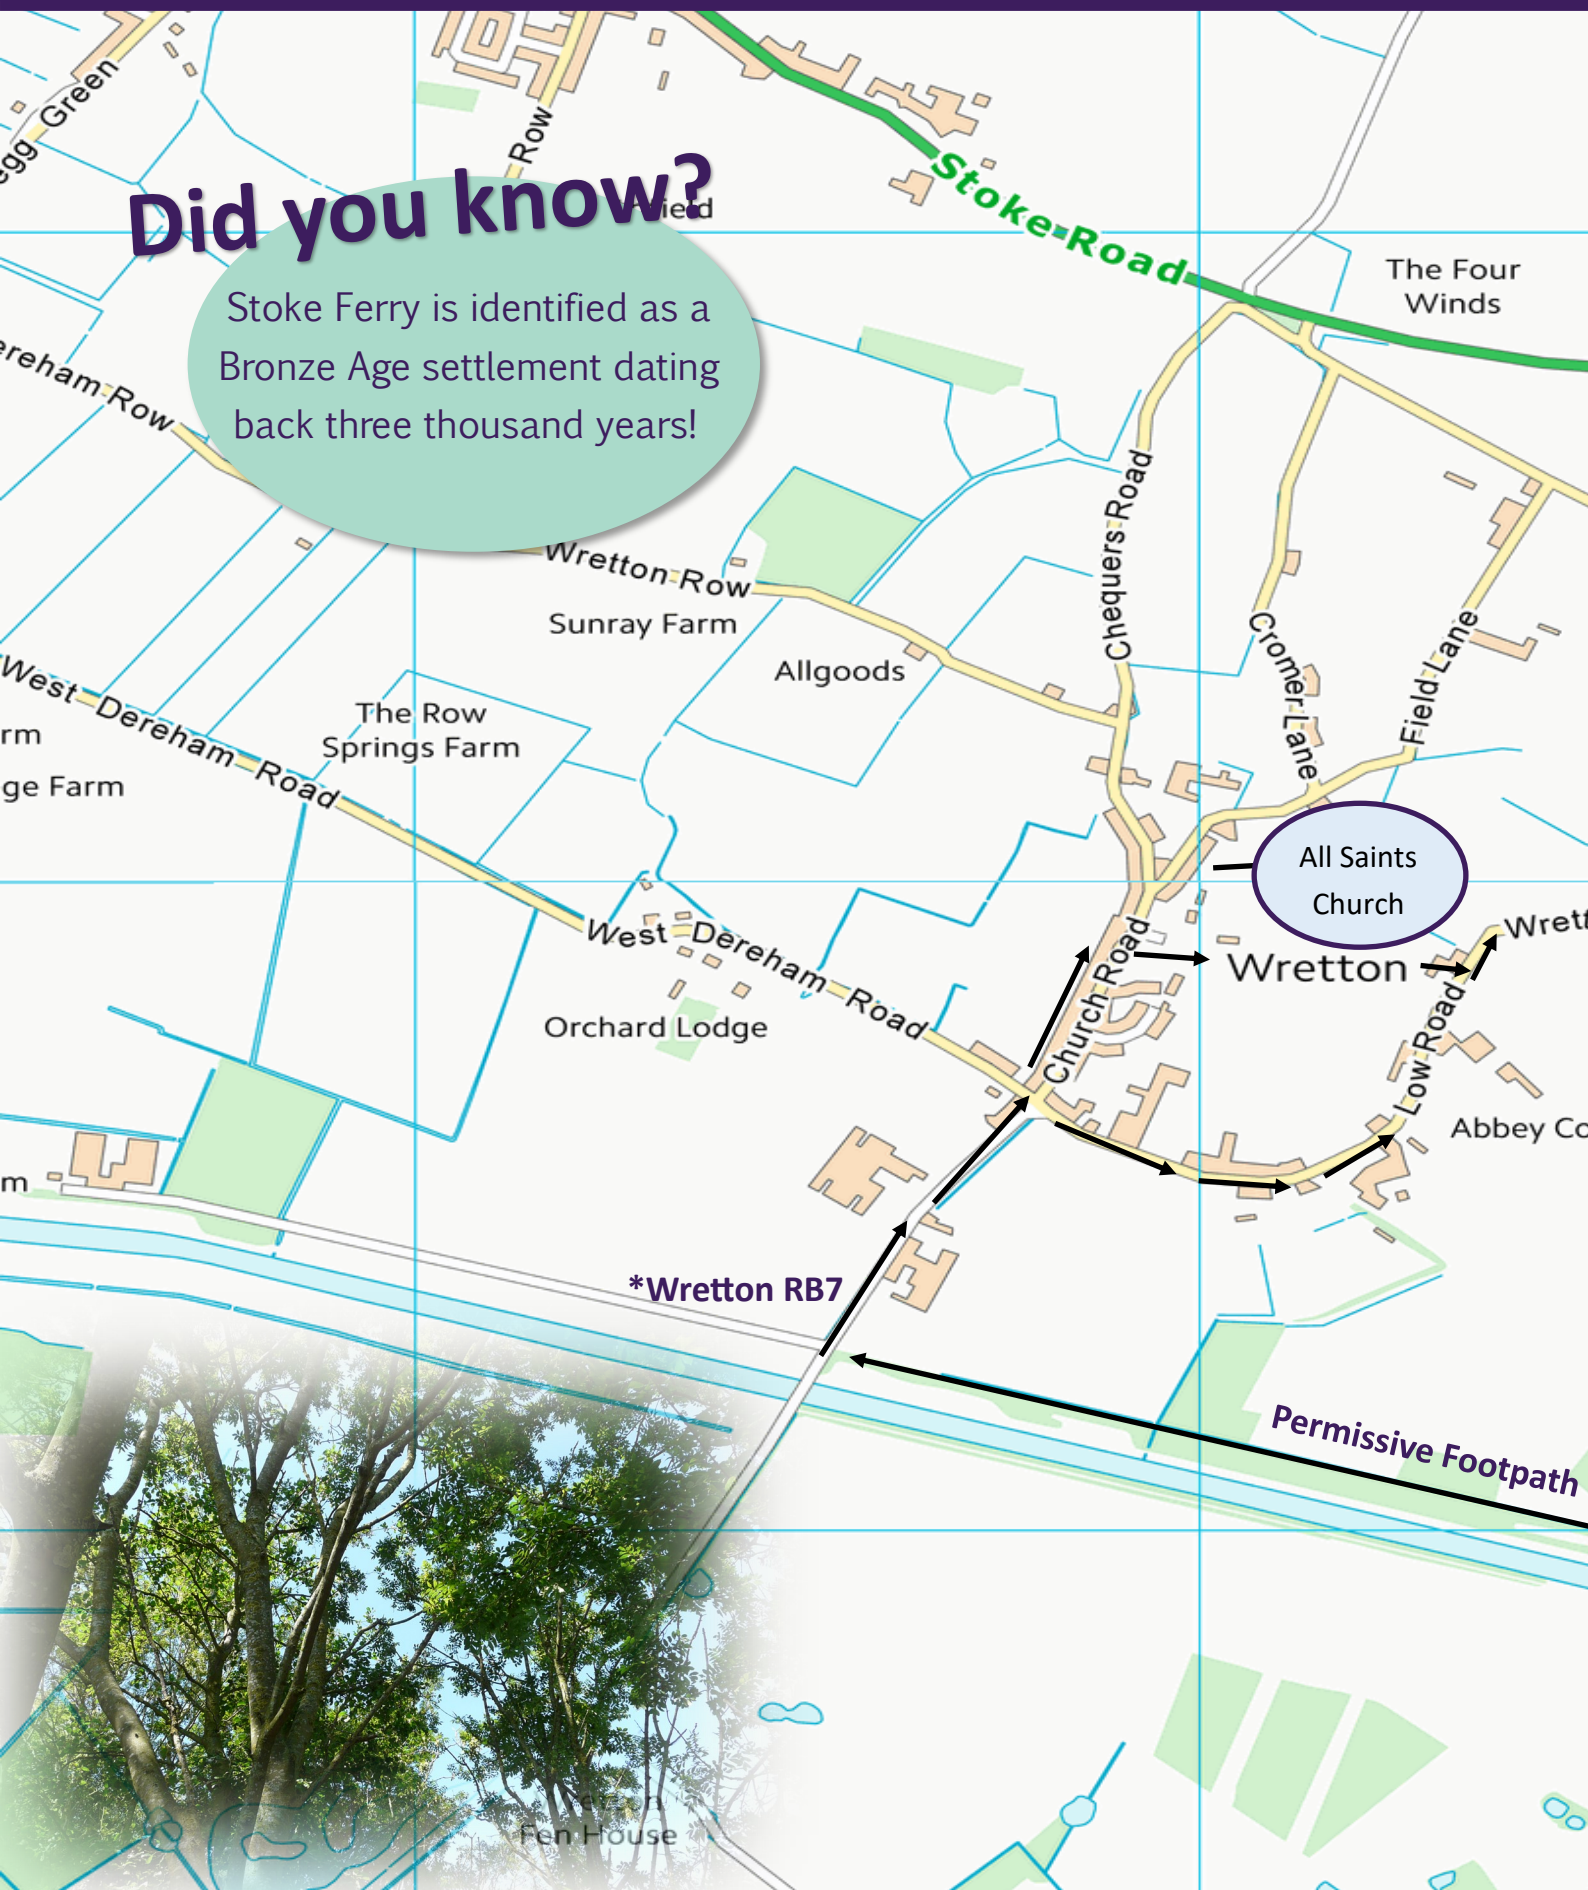 Green
Row
Did you know?
Stoke Ferry is identified as a
Bronze Age settlement dating
back three thousand years!
Stoke Road
The Four
Winds
ereham Row
Wretton Row
Sunray Farm
Allgoods
Chequers Road
Cromer Lane
Field Lane
West Dereham Road
The Row
Springs Farm
rm
ge Farm
All Saints
Church
West Dereham Road
Orchard Lodge
Church Road
Wretton
Wrett
Low Road
Abbey Co
m
*Wretton RB7
Permissive Footpath
Fen House